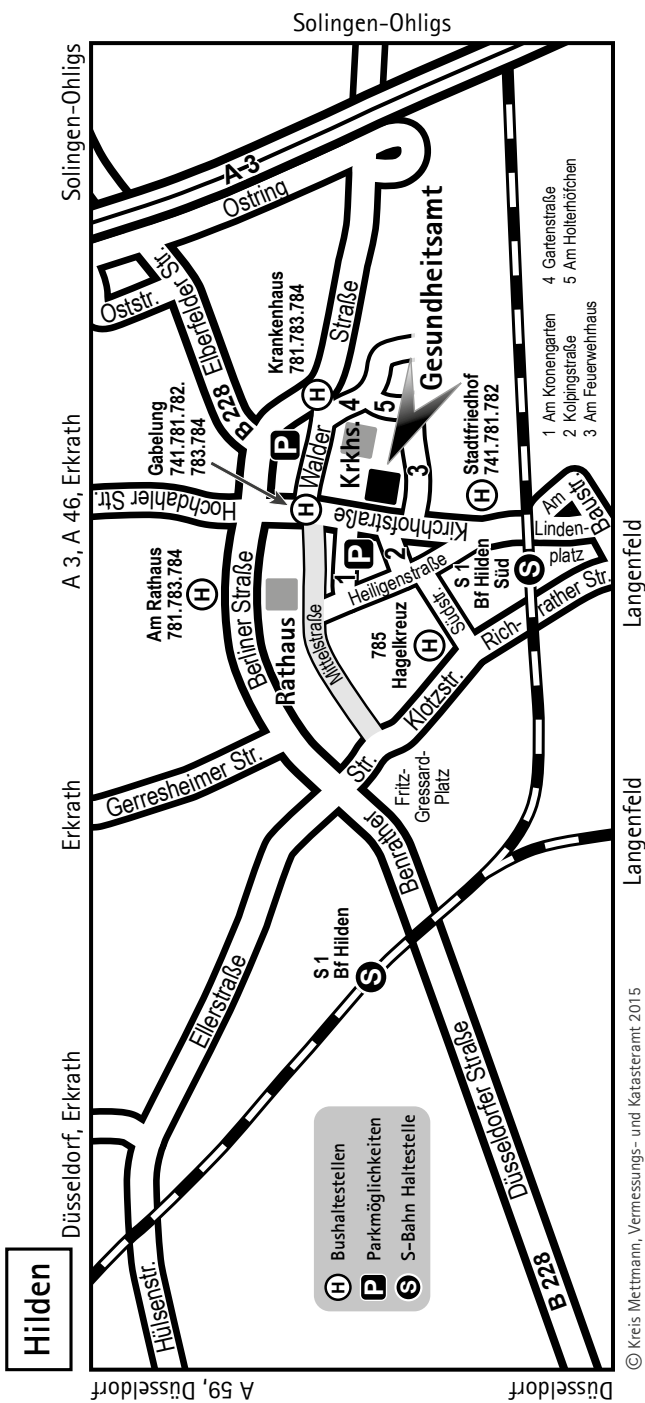 Hilden
Düsseldorf, Erkrath
Erkrath
A 3, A 46, Erkrath
Solingen-Ohligs
Solingen-Ohligs
A 59, Düsseldorf
Düsseldorf
Langenfeld
Langenfeld
Hülsenstr.
Ellerstraße
Gerresheimer Str.
Berliner Straße
Hochdahler Str.
Oststr.
B 228
Elberfelder Str.
A-3
Ostring
Am Rathaus
781.783.784
H
Gabelung
741.781.782.
783.784
H
Krankenhaus
781.783.784
H
P
Walder
Straße
Rathaus
Mittelstraße
1
P
2
Heiligenstraße
Kirchhofstraße
Krkhs.
4
5
3
Gesundheitsamt
Stadtfriedhof
741.781.782
H
785
Hagelkreuz
H
Südstr.
Klotzstr.
Rich-
rather Str.
S 1
Bf Hilden
Süd
S
Am
Linden-
platz
Baustr.
Fritz-
Gressard-
Platz
Benrather
Str.
S 1
Bf Hilden
S
Düsseldorfer Straße
B 228
H Bushaltestellen
P Parkmöglichkeiten
S S-Bahn Haltestelle
1 Am Kronengarten
2 Kolpingstraße
3 Am Feuerwehrhaus
4 Gartenstraße
5 Am Holterhöfchen
© Kreis Mettmann, Vermessungs- und Katasteramt 2015